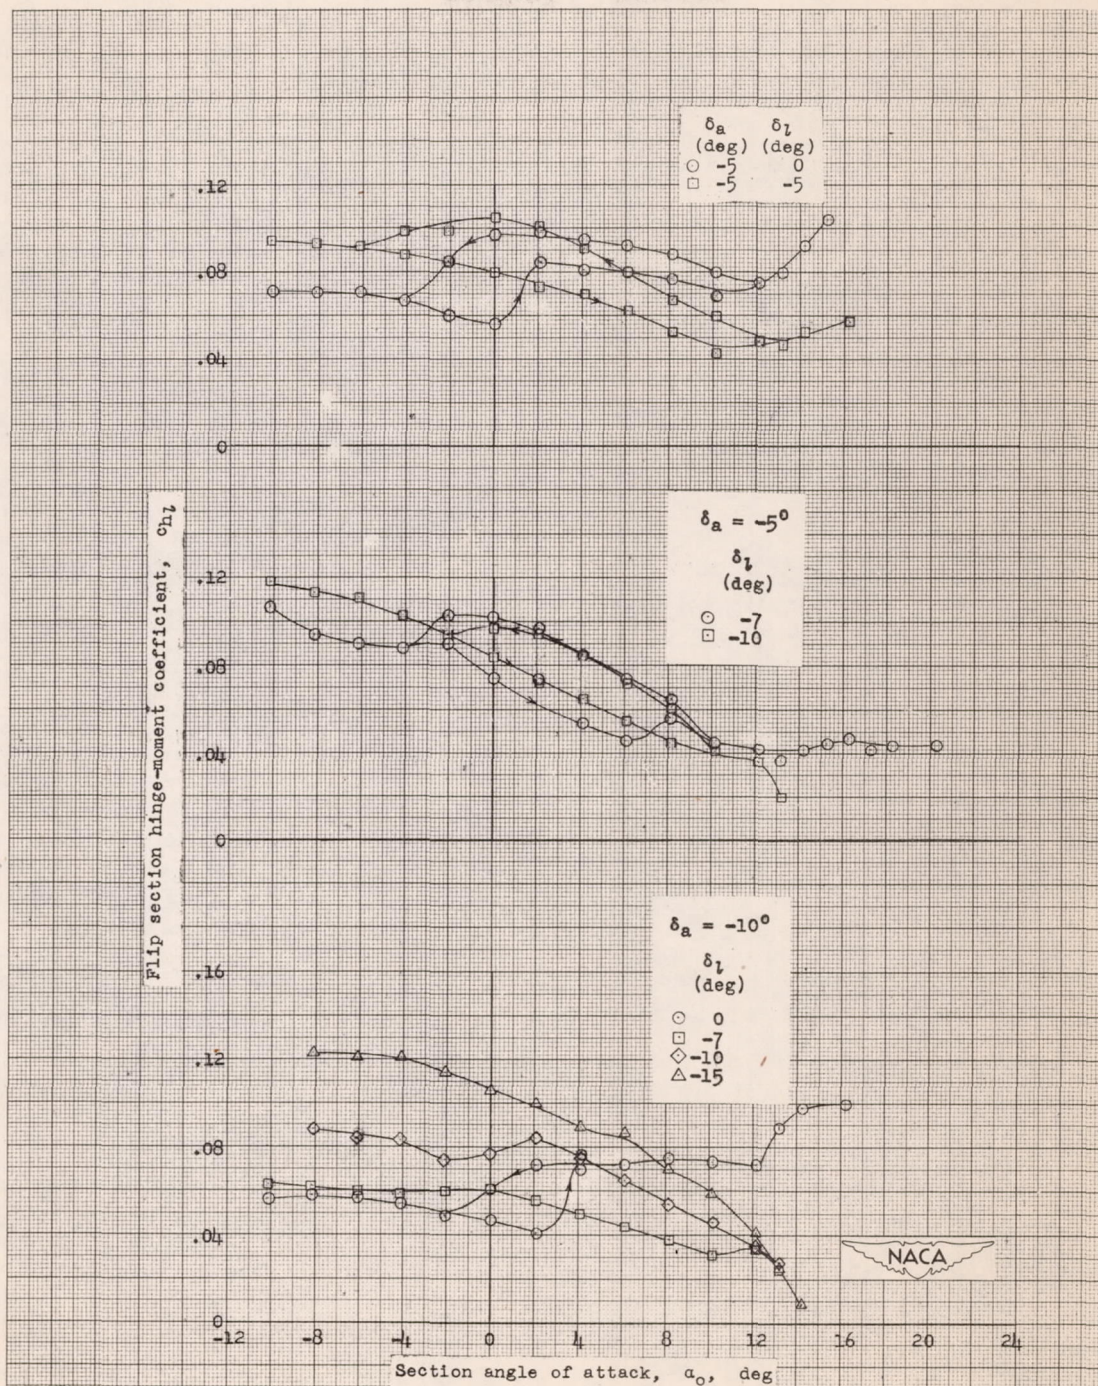 δa δl
(deg) (deg)
-5 0
-5 -5
.12
.08
.04
0
Flip section hinge-moment coefficient, chl
δa = -5°
δl
(deg)
-7
-10
.12
.08
.04
0
δa = -10°
δl
(deg)
0
-7
-10
-15
.16
.12
.08
.04
0
NACA
-12 -8 -4 0 4 8 12 16 20 24
Section angle of attack, αo, deg